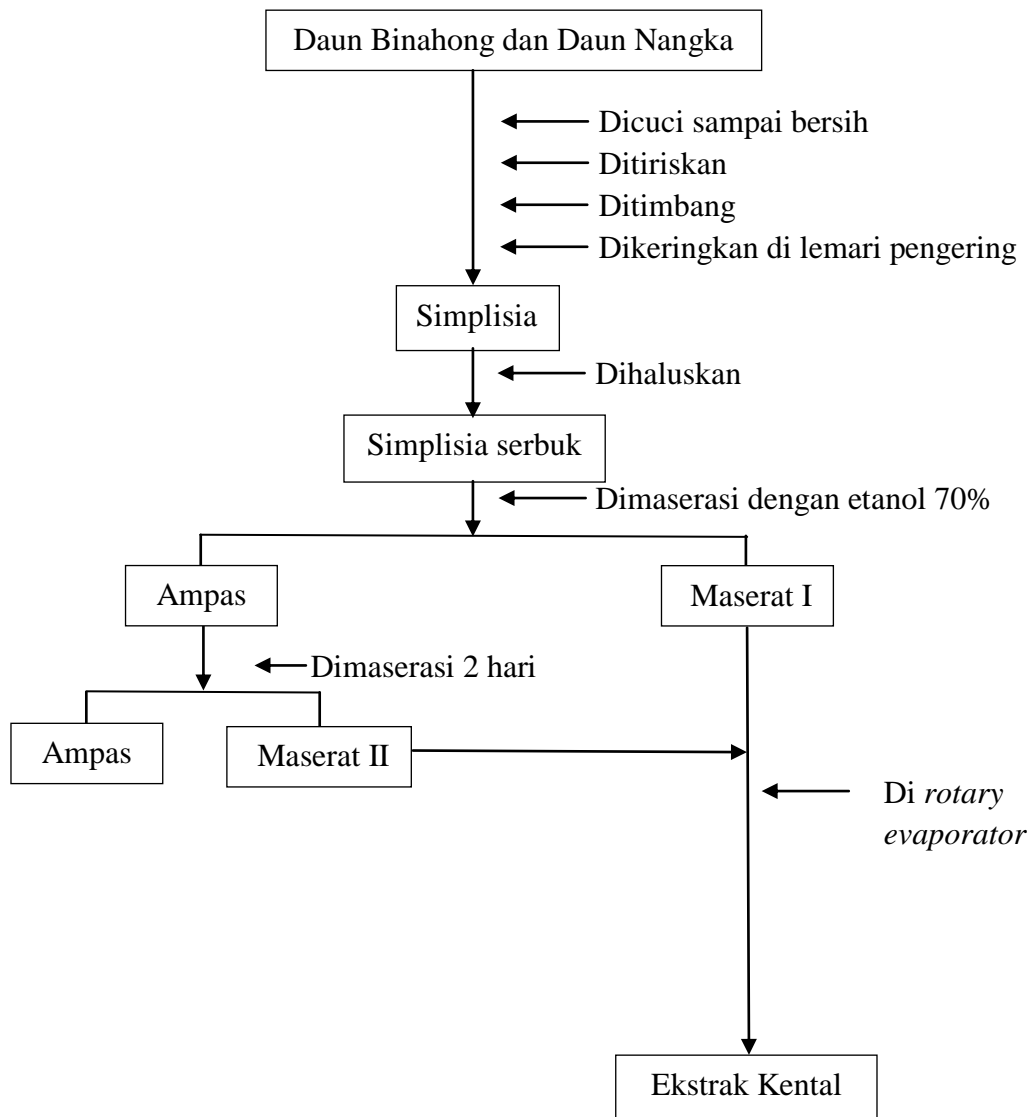 Daun Binahong dan Daun Nangka
Dicuci sampai bersih
Ditiriskan
Ditimbang
Dikeringkan di lemari pengering
Simplisia
Dihaluskan
Simplisia serbuk
Dimaserasi dengan etanol 70%
Ampas
Maserat I
Dimaserasi 2 hari
Ampas
Maserat II
Di rotary
evaporator
Ekstrak Kental